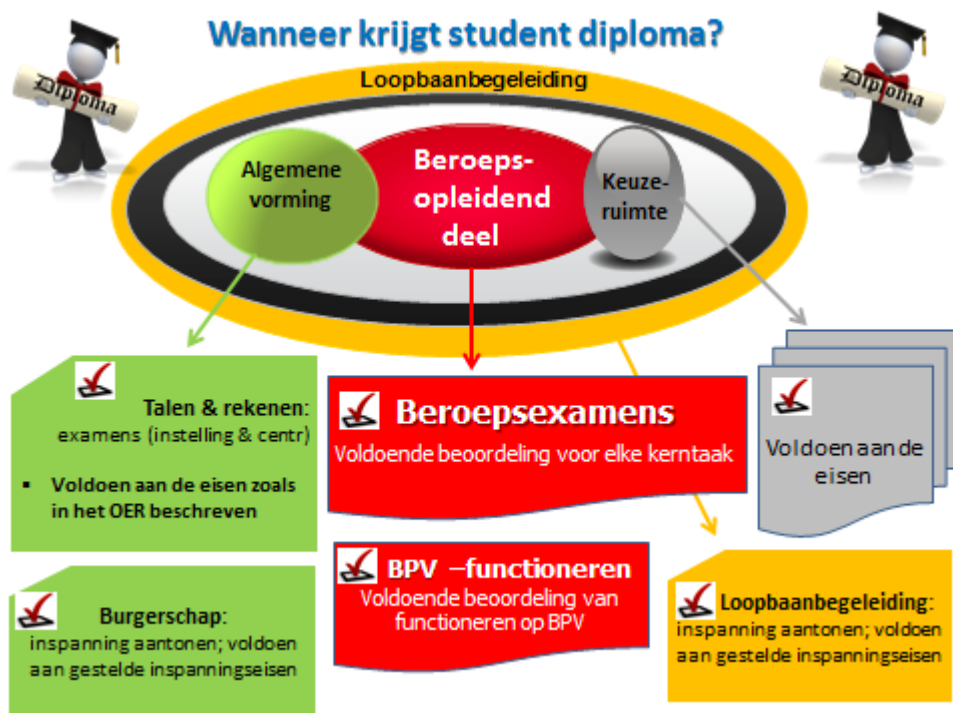 Wanneer krijgt student diploma?
Diploma
Diploma
Loopbaanbegeleiding
Algemene
vorming
Beroeps-
opleidend
deel
Keuze-
ruimte
Talen & rekenen:
examens (instelling & centr)
▪ Voldoen aan de eisen zoals
in het OER beschreven
Beroepsexamens
Voldoende beoordeling voor elke kerntaak
Voldoen aan de
eisen
Burgerschap:
inspanning aantonen; voldoen
aan gestelde inspanningseisen
BPV –functioneren
Voldoende beoordeling van
functioneren op BPV
Loopbaanbegeleiding:
inspanning aantonen; voldoen
aan gestelde inspanningseisen